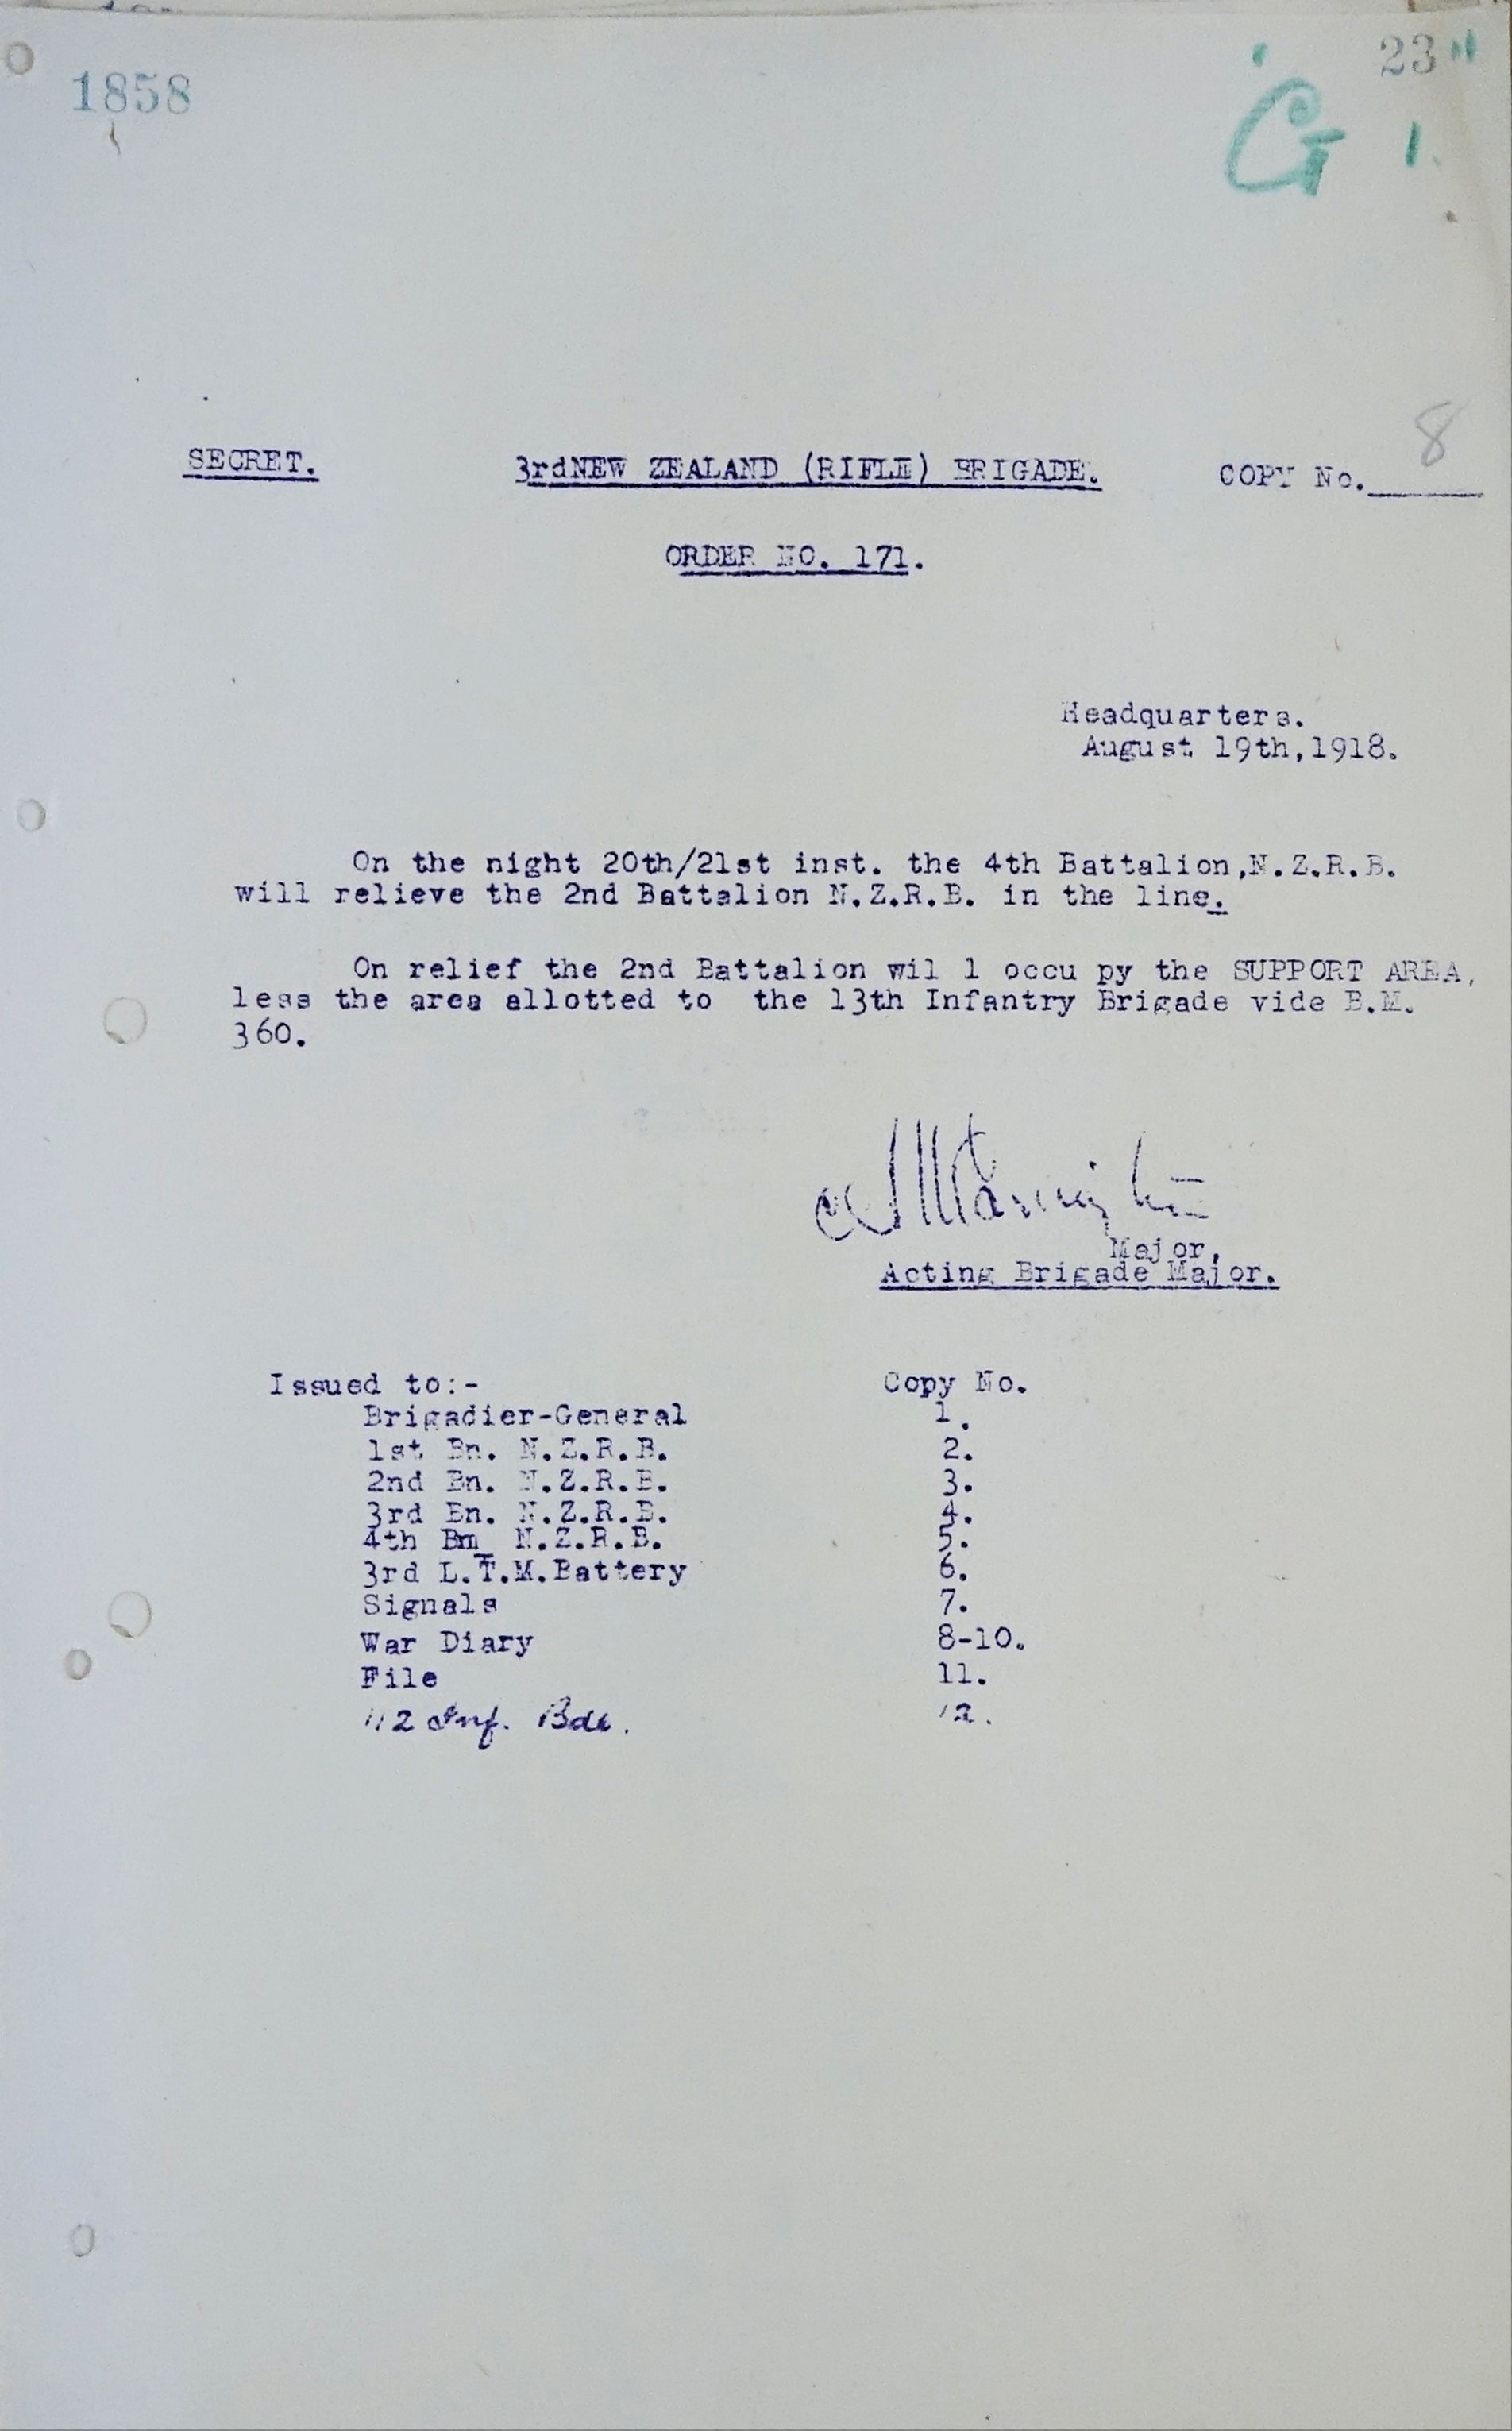 1858
23
G 1.
SECRET. 3rdNEW ZEALAND (RIFLE) BRIGADE. COPY No. 8
ORDER NO. 171.
Headquarters.
August 19th,1918.
On the night 20th/21st inst. the 4th Battalion,N.Z.R.B.
will relieve the 2nd Battalion N.Z.R.B. in the line.
On relief the 2nd Battalion wil l occu py the SUPPORT AREA,
less the area allotted to the 13th Infantry Brigade vide B.M.
360.
Major,
Acting Brigade Major.
Issued to:- Copy No.
Brigadier-General 1.
1st Bn. N.Z.R.B. 2.
2nd Bn. N.Z.R.B. 3.
3rd Bn. N.Z.R.B. 4.
4th Bm N.Z.R.B. 5.
3rd L.T.M.Battery 6.
Signals 7.
War Diary 8-10.
File 11.
112 Inf. Bde. 12.